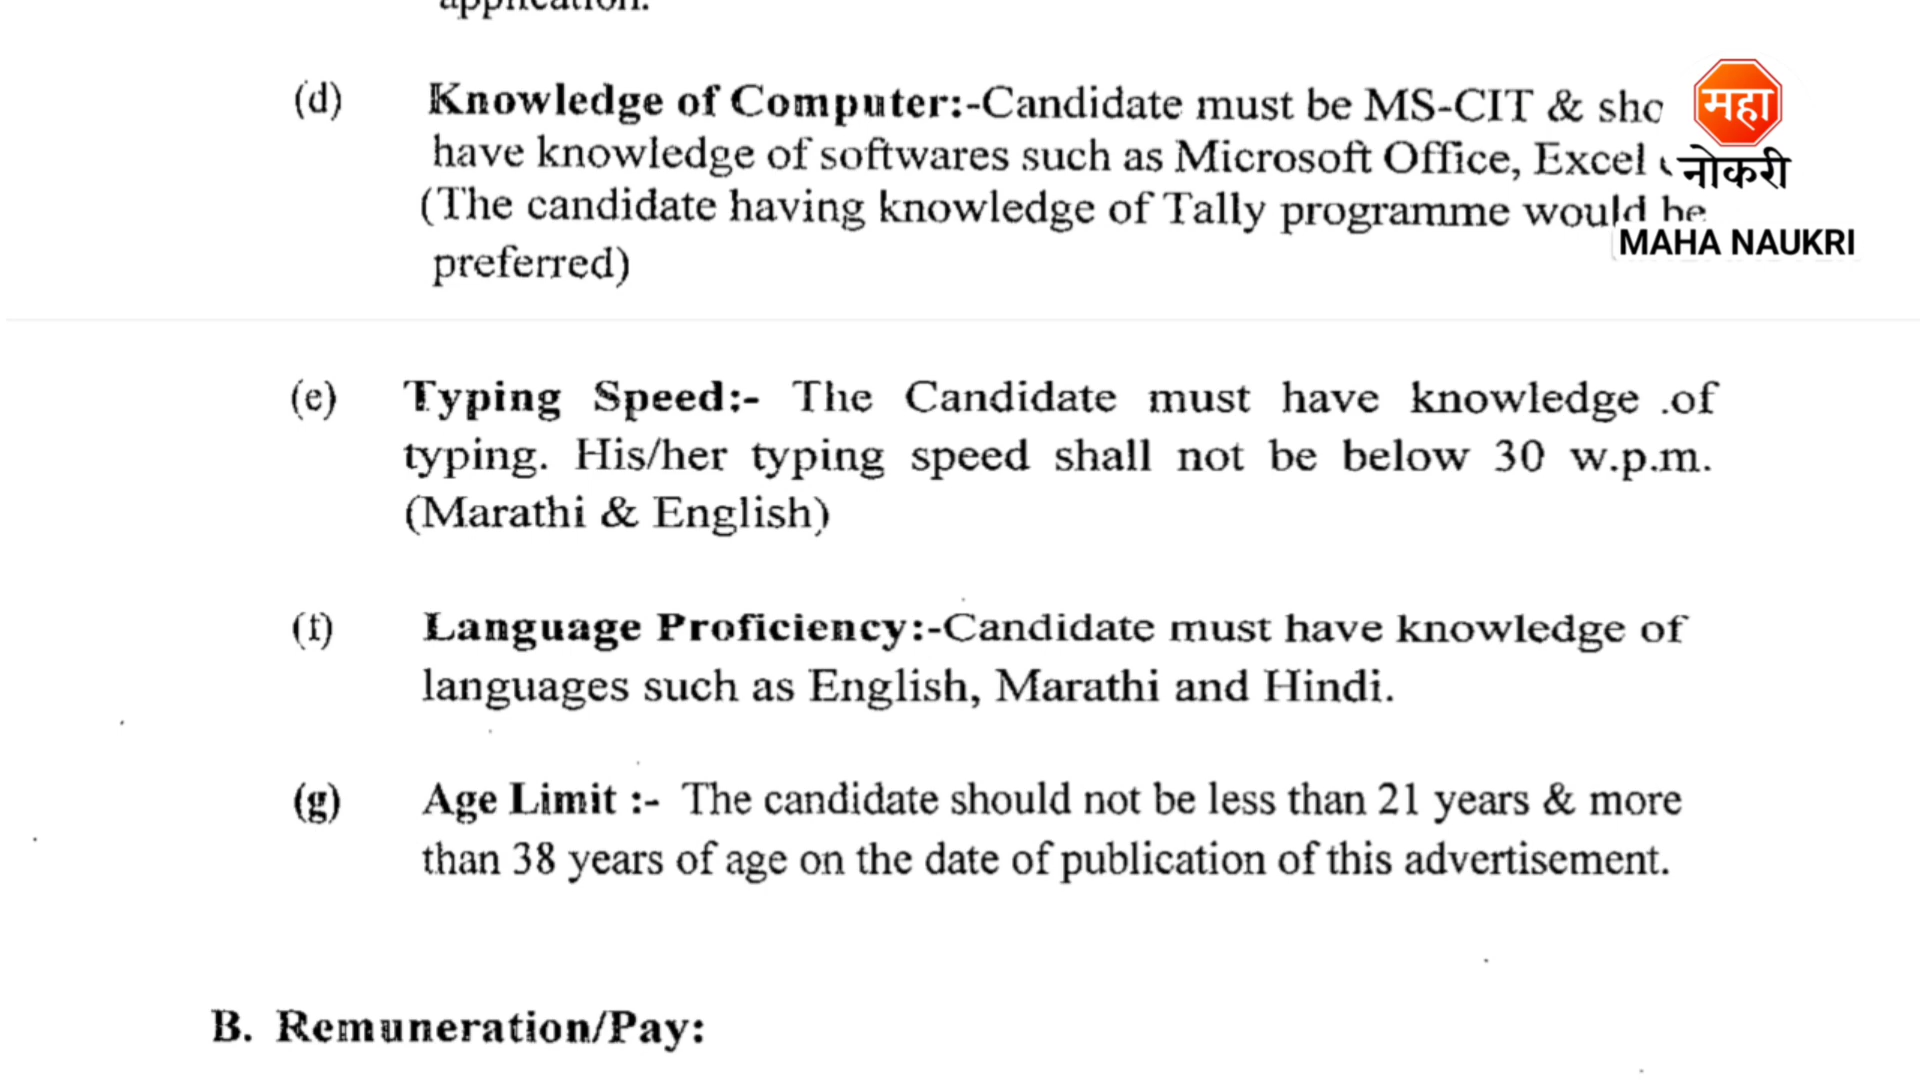 application.
(d) Knowledge of Computer:-Candidate must be MS-CIT &
have knowledge of softwares such as Microsoft Office, Excel
(The candidate having knowledge of Tally programme would be
preferred)
महा
नोकरी
MAHA NAUKRI
(e) Typing Speed:- The Candidate must have knowledge .of
typing. His/her typing speed shall not be below 30 w.p.m.
(Marathi & English)
(f) Language Proficiency:-Candidate must have knowledge of
languages such as English, Marathi and Hindi.
(g) Age Limit :- The candidate should not be less than 21 years & more
than 38 years of age on the date of publication of this advertisement.
B. Remuneration/Pay: